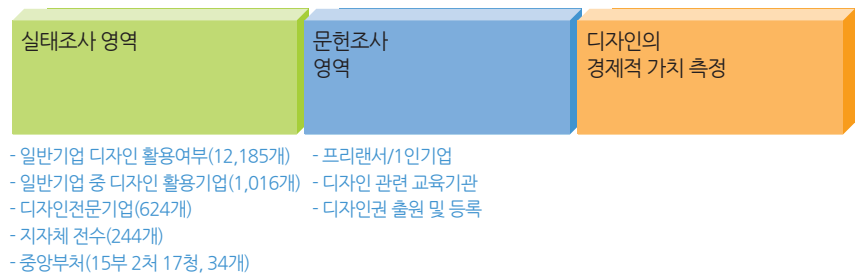 실태조사 영역
문헌조사
영역
디자인의
경제적 가치 측정
- 일반기업 디자인 활용여부(12,185개)
- 일반기업 중 디자인 활용기업(1,016개)
- 디자인전문기업(624개)
- 지자체 전수(244개)
- 중앙부처(15부 2처 17청, 34개)
- 프리랜서/1인기업
- 디자인 관련 교육기관
- 디자인권 출원 및 등록